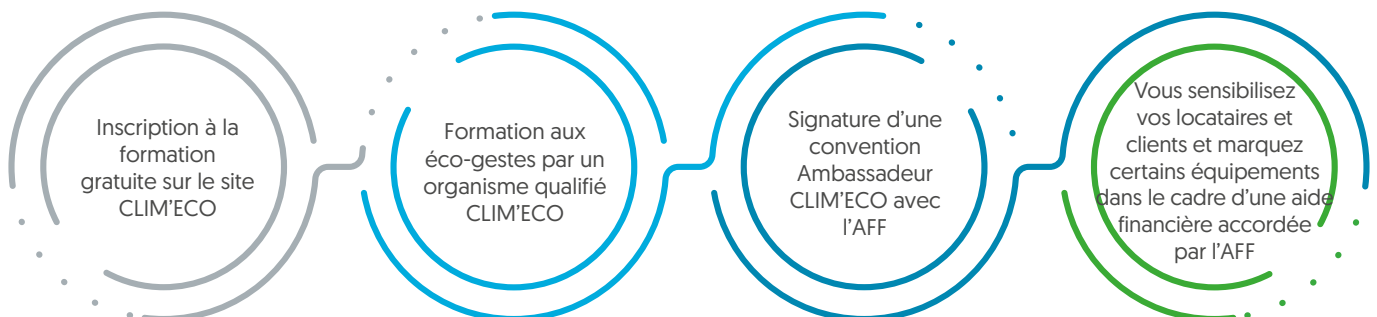 Inscription à la
formation
gratuite sur le site
CLIM'ECO
Formation aux
éco-gestes par un
organisme qualifié
CLIM'ECO
Signature d'une
convention
Ambassadeur
CLIM'ECO avec
l'AFF
Vous sensibilisez
vos locataires et
clients et marquez
certains équipements
dans le cadre d'une aide
financière accordée
par l'AFF